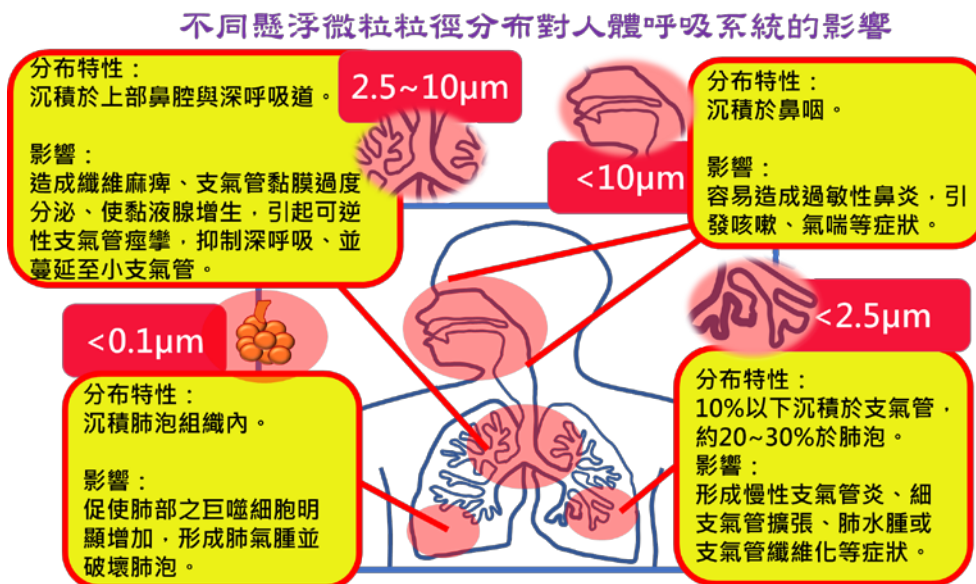 不同懸浮微粒粒徑分布對人體呼吸系統的影響
分布特性：
沉積於上部鼻腔與深呼吸道。
影響：
造成纖維麻痺、支氣管黏膜過度
分泌、使黏液腺增生，引起可逆
性支氣管痙攣，抑制深呼吸、並
蔓延至小支氣管。
2.5~10μm
<10μm
分布特性：
沉積於鼻咽。
影響：
容易造成過敏性鼻炎，引
發咳嗽、氣喘等症狀。
<0.1μm
分布特性：
沉積肺泡組織內。
影響：
促使肺部之巨噬細胞明
顯增加，形成肺氣腫並
破壞肺泡。
<2.5μm
分布特性：
10%以下沉積於支氣管，
約20~30%於肺泡。
影響：
形成慢性支氣管炎、細
支氣管擴張、肺水腫或
支氣管纖維化等症狀。